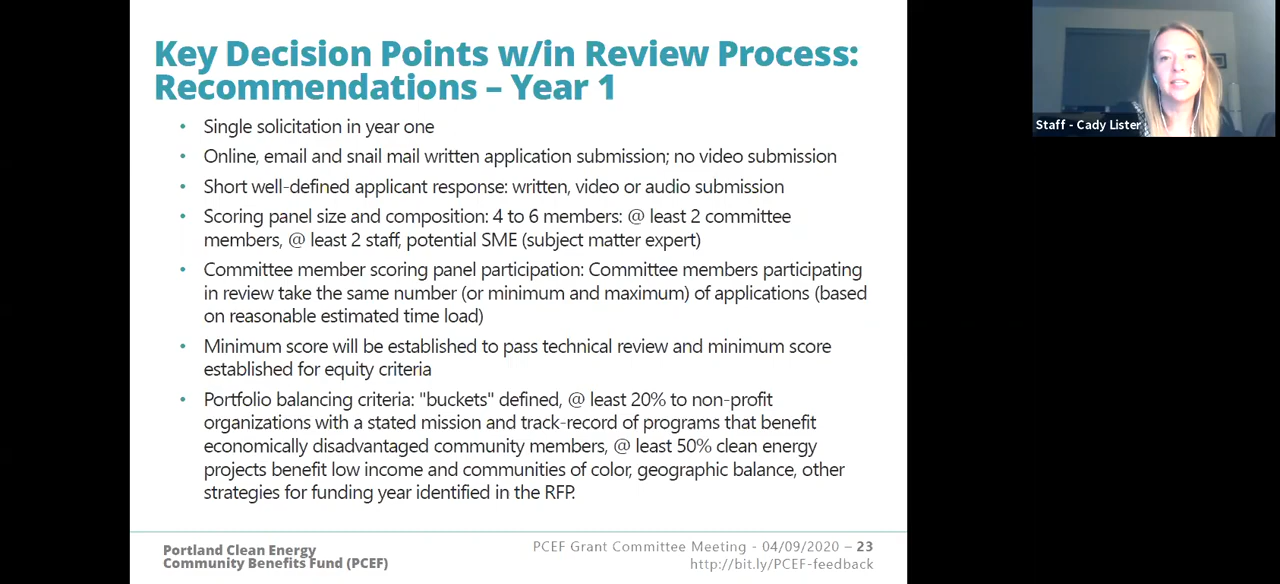 Key Decision Points w/in Review Process:
Recommendations – Year 1
• Single solicitation in year one
• Online, email and snail mail written application submission; no video submission
• Short well-defined applicant response: written, video or audio submission
• Scoring panel size and composition: 4 to 6 members: @ least 2 committee
members, @ least 2 staff, potential SME (subject matter expert)
• Committee member scoring panel participation: Committee members participating
in review take the same number (or minimum and maximum) of applications (based
on reasonable estimated time load)
• Minimum score will be established to pass technical review and minimum score
established for equity criteria
• Portfolio balancing criteria: "buckets" defined, @ least 20% to non-profit
organizations with a stated mission and track-record of programs that benefit
economically disadvantaged community members, @ least 50% clean energy
projects benefit low income and communities of color, geographic balance, other
strategies for funding year identified in the RFP.
Portland Clean Energy
Community Benefits Fund (PCEF)
PCEF Grant Committee Meeting - 04/09/2020 – 23
http://bit.ly/PCEF-feedback
Staff - Cady Lister